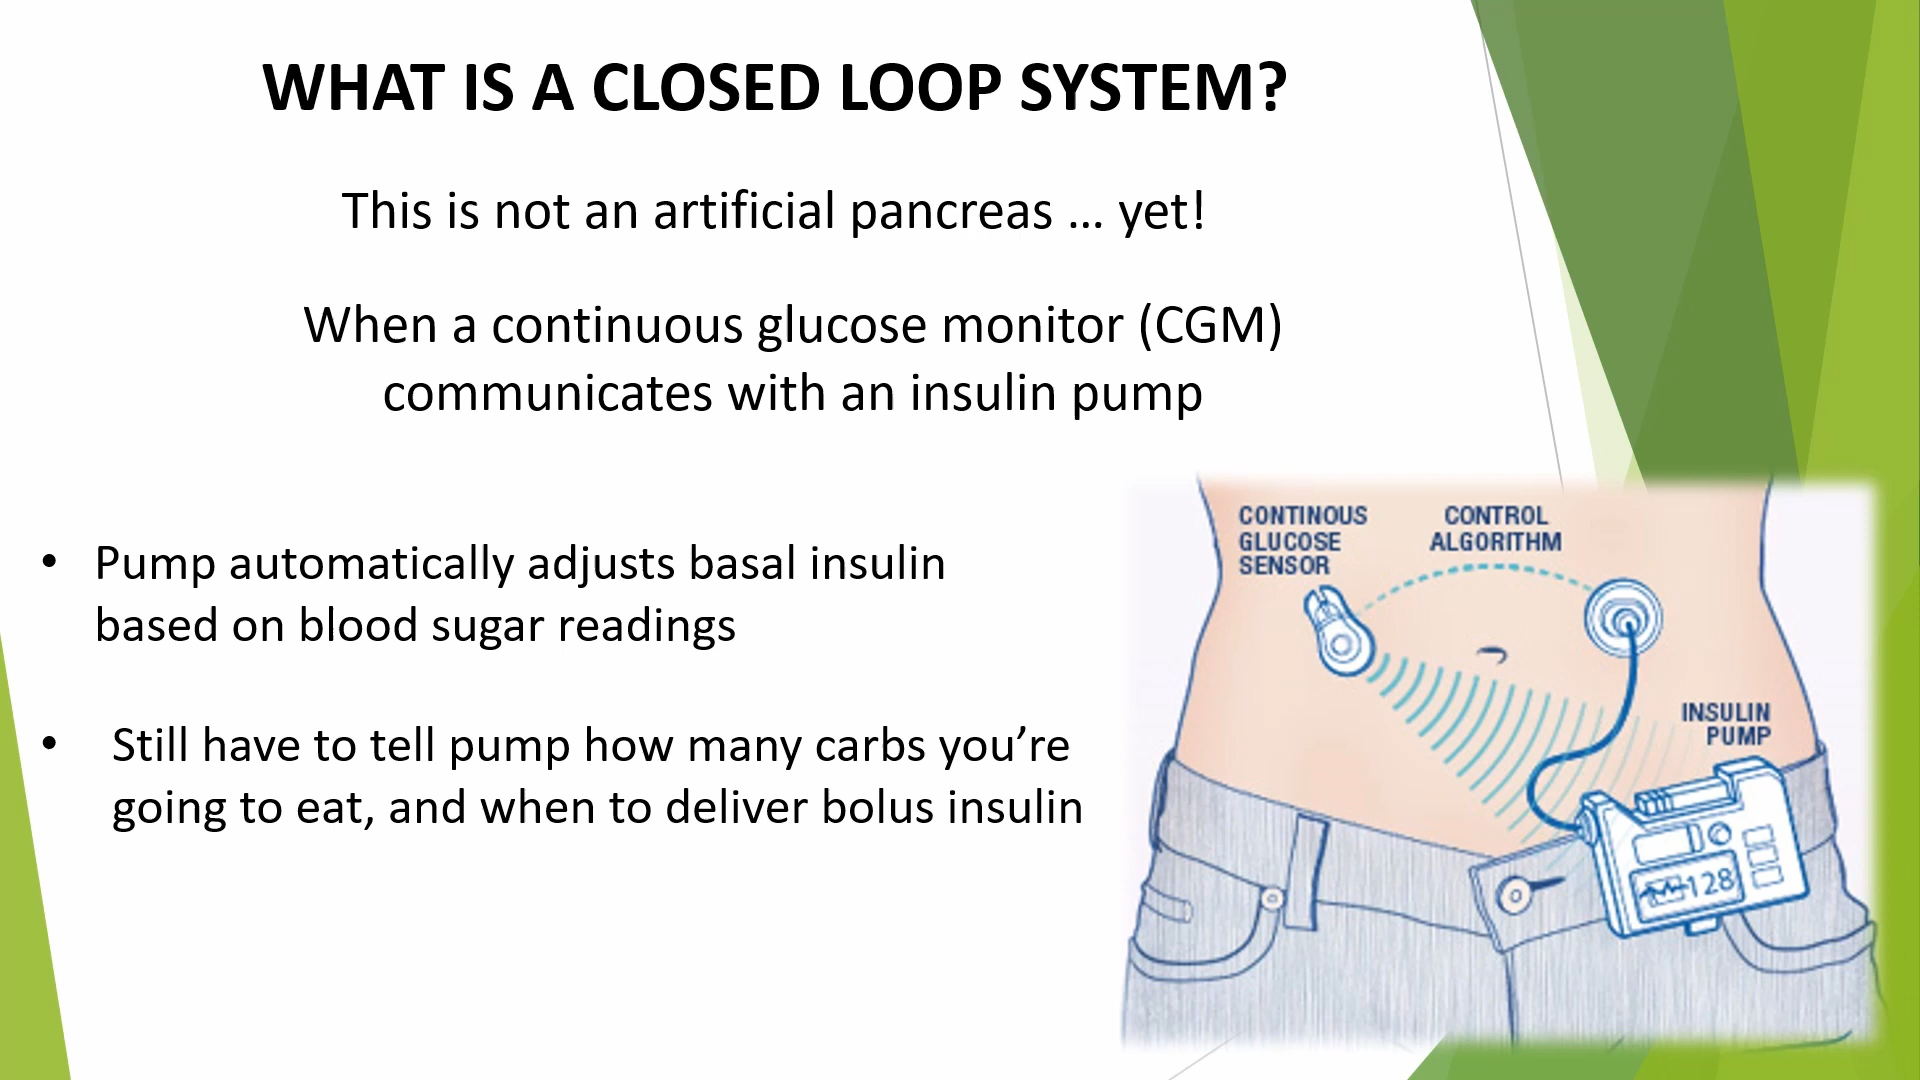 WHAT IS A CLOSED LOOP SYSTEM?
This is not an artificial pancreas ... yet!
When a continuous glucose monitor (CGM)
communicates with an insulin pump
• Pump automatically adjusts basal insulin
based on blood sugar readings
• Still have to tell pump how many carbs you’re
going to eat, and when to deliver bolus insulin
CONTINOUS
GLUCOSE
SENSOR
CONTROL
ALGORITHM
INSULIN
PUMP
128